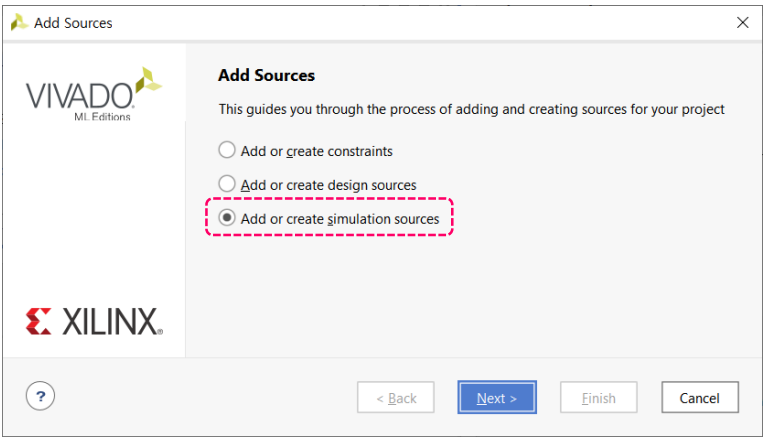 Add Sources
VIVADO.
ML Editions
Add Sources
This guides you through the process of adding and creating sources for your project
Add or create constraints
Add or create design sources
Add or create simulation sources
XILINX®
?
< Back
Next >
Finish
Cancel